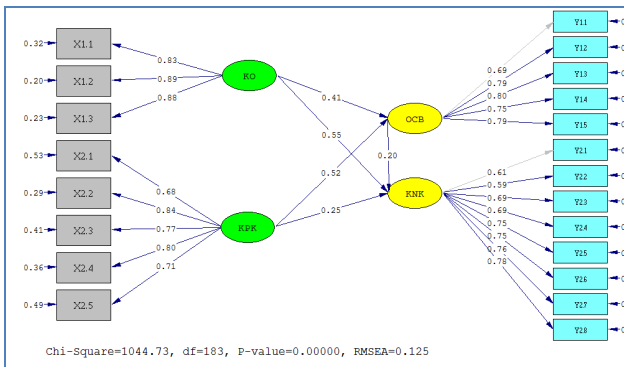 Y11
0.32
X1.1
Y12
0.83
KO
0.69
0.20
X1.2
0.89
Y13
0.79
0.88
0.80
0.41
Y14
0.23
X1.3
OCB
0.75
0.79
Y15
0.55
0.53
X2.1
0.20
Y21
0.52
0.61
Y22
0.29
X2.2
0.68
0.59
KNK
0.69
Y23
0.84
0.25
0.69
0.41
X2.3
0.77
KPK
0.75
Y24
0.80
0.75
Y25
0.36
X2.4
0.71
0.76
0.78
Y26
0.49
X2.5
Y27
Y28
Chi-Square=1044.73, df=183, P-value=0.00000, RMSEA=0.125